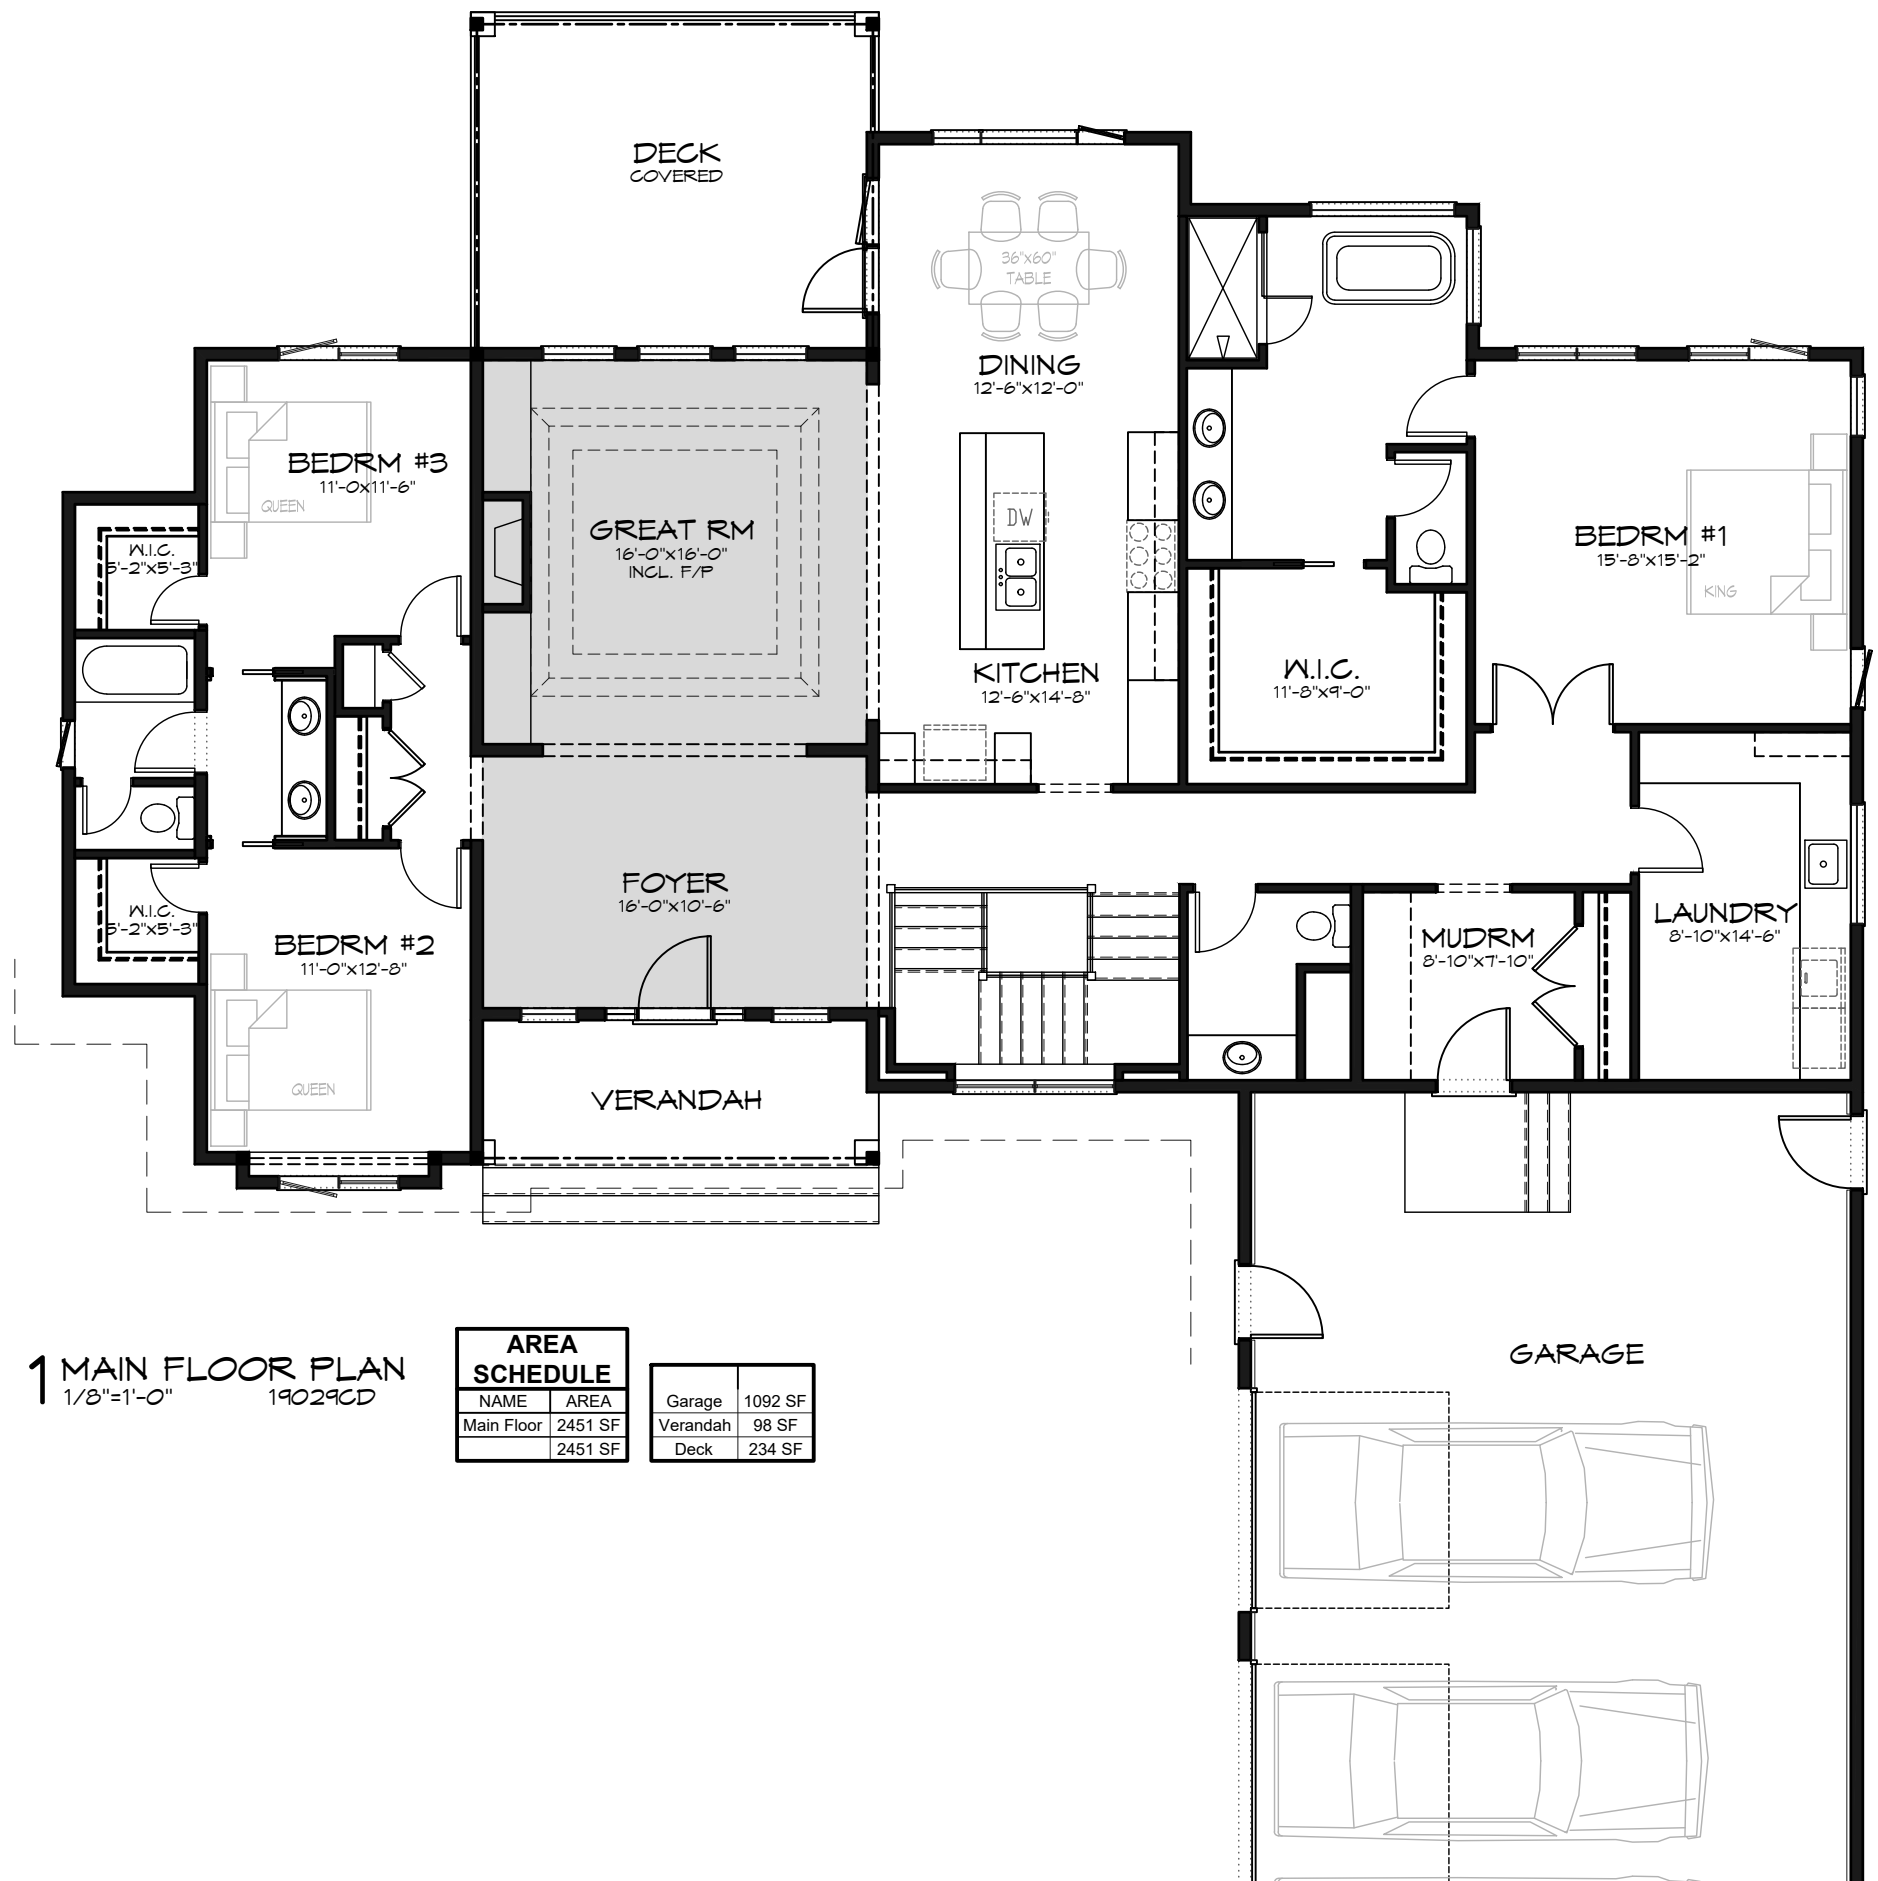 DECK
COVERED
36"x60"
TABLE
DINING
12'-6"x12'-0"
BEDRM #3
11'-0x11'-6"
QUEEN
GREAT RM
16'-0"x16'-0"
INCL. F/P
DW
BEDRM #1
15'-8"x15'-2"
KING
W.I.C.
5'-2"x5'-3"
KITCHEN
12'-6"x14'-8"
W.I.C.
11'-8"x9'-0"
FOYER
16'-0"x10'-6"
W.I.C.
5'-2"x5'-3"
BEDRM #2
11'-0"x12'-8"
QUEEN
MUDRM
8'-10"x7'-10"
LAUNDRY
8'-10"x14'-6"
VERANDAH
GARAGE
1 MAIN FLOOR PLAN
1/8"=1'-0" 19029CD
AREA
SCHEDULE
NAME AREA
Main Floor 2451 SF
2451 SF
Garage 1092 SF
Verandah 98 SF
Deck 234 SF